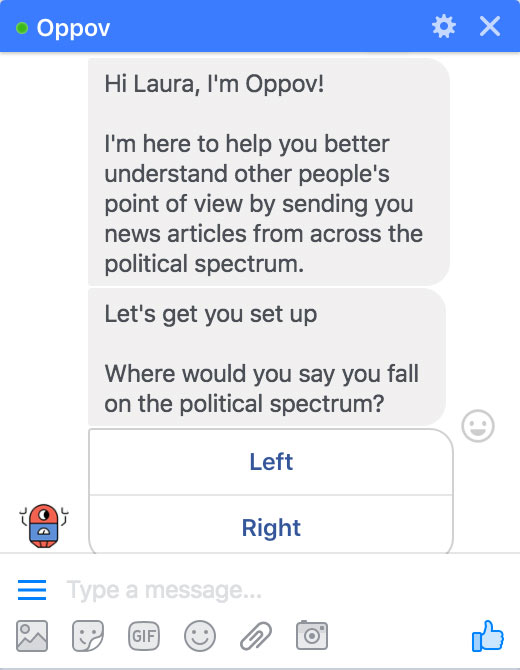 Oppov
Hi Laura, I'm Oppov!
I'm here to help you better
understand other people's
point of view by sending you
news articles from across the
political spectrum.
Let's get you set up
Where would you say you fall
on the political spectrum?
Left
Right
Type a message...
GIF